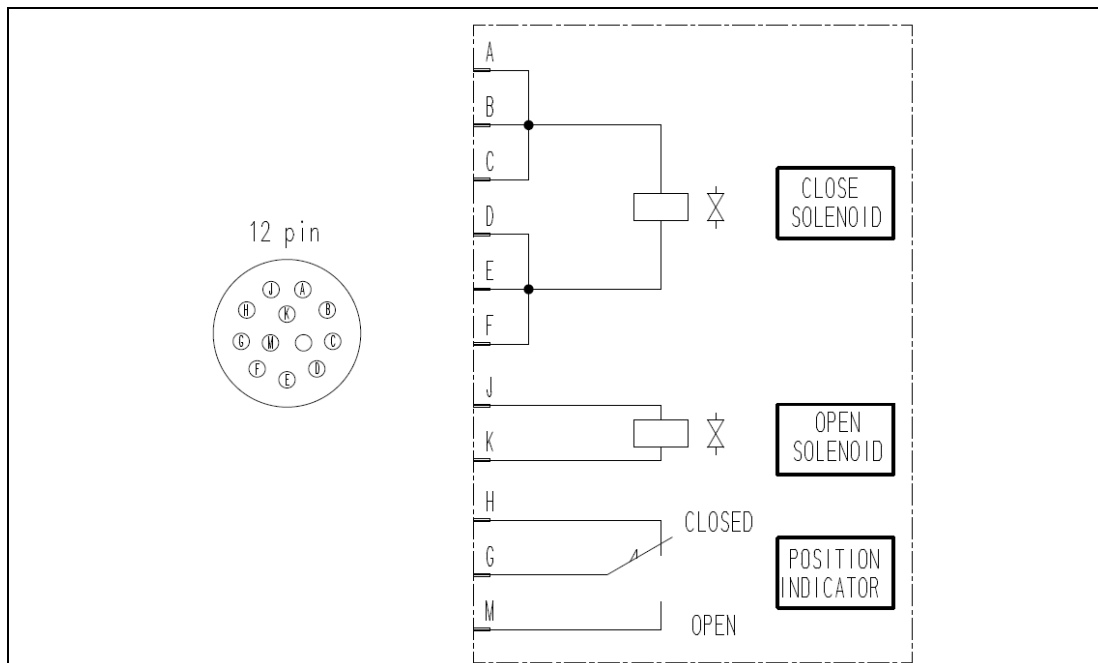 12 pin
J
A
H
K
B
G
M
C
F
D
E
A
B
C
D
E
F
J
K
H
G
M
CLOSE
SOLENOID
OPEN
SOLENOID
CLOSED
POSITION
INDICATOR
OPEN